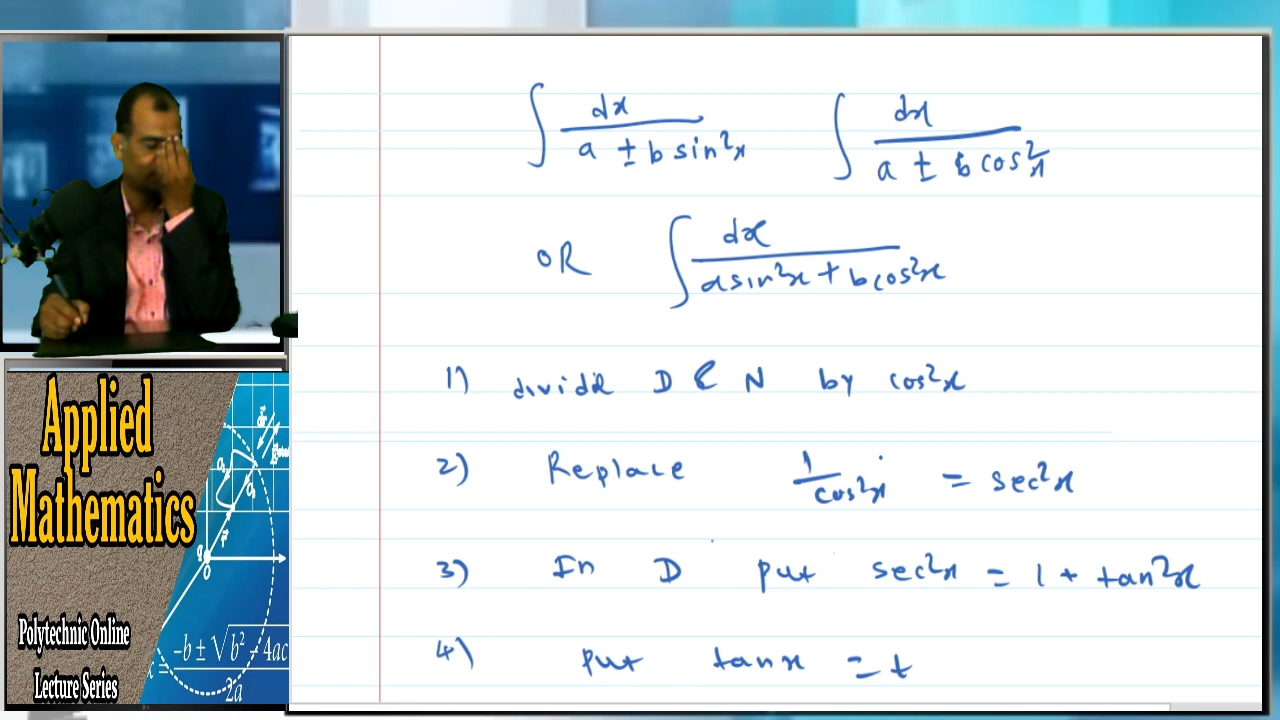 ∫ dx / (a ± b sin²x)   ∫ dx / (a ± b cos²x)
OR ∫ dx / (a sin²x + b cos²x)
1) divide D & N by cos²x
2) Replace 1/cos²x = sec²x
3) In D put sec²x = 1 + tan²x
4) put tanx = t
Applied
Mathematics
Polytechnic Online
Lecture Series
-b ± √b² - 4ac
2a